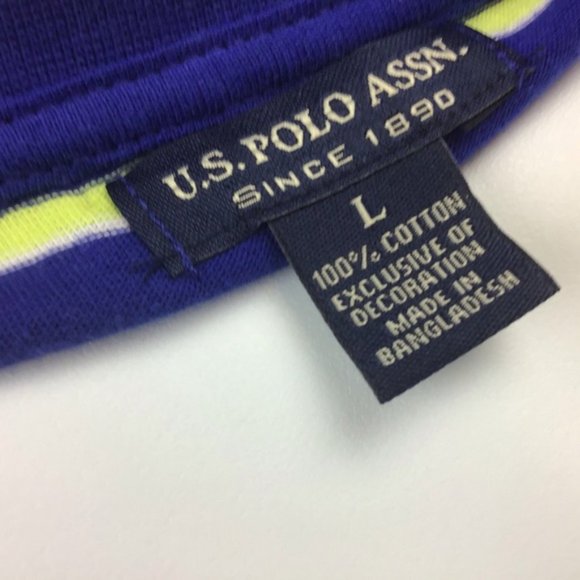 U.S. POLO ASSN.
SINCE 1890
L
100% COTTON
EXCLUSIVE OF
DECORATION
MADE IN
BANGLADESH